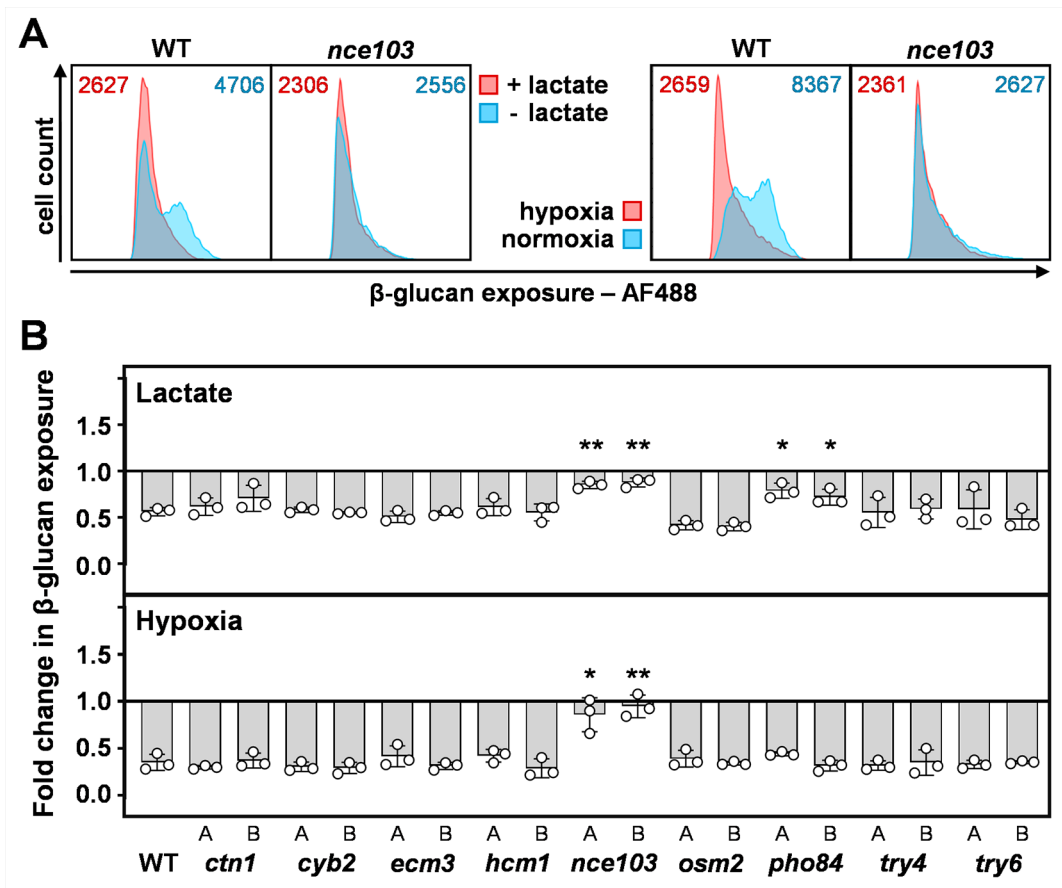 A
WT
nce103
WT
nce103
2627
4706
2306
2556
+ lactate
- lactate
2659
8367
2361
2627
cell count
hypoxia
normoxia
β-glucan exposure – AF488
B
Fold change in β-glucan exposure
Lactate
1.5
1.0
0.5
0.0
** ** * *
Hypoxia
1.5
1.0
0.5
0.0
* **
A B A B A B A B A B A B A B A B A B
WT ctn1 cyb2 ecm3 hcm1 nce103 osm2 pho84 try4 try6